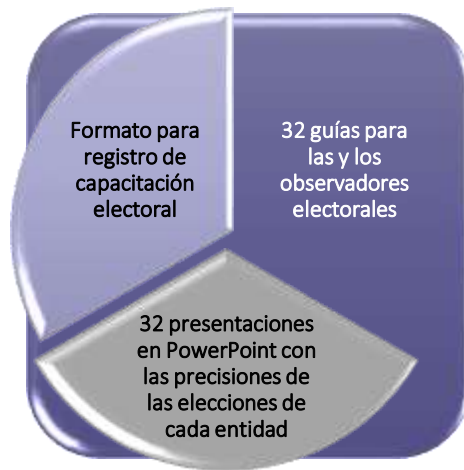 Formato para
registro de
capacitación
electoral
32 guías para
las y los
observadores
electorales
32 presentaciones
en PowerPoint con
las precisiones de
las elecciones de
cada entidad